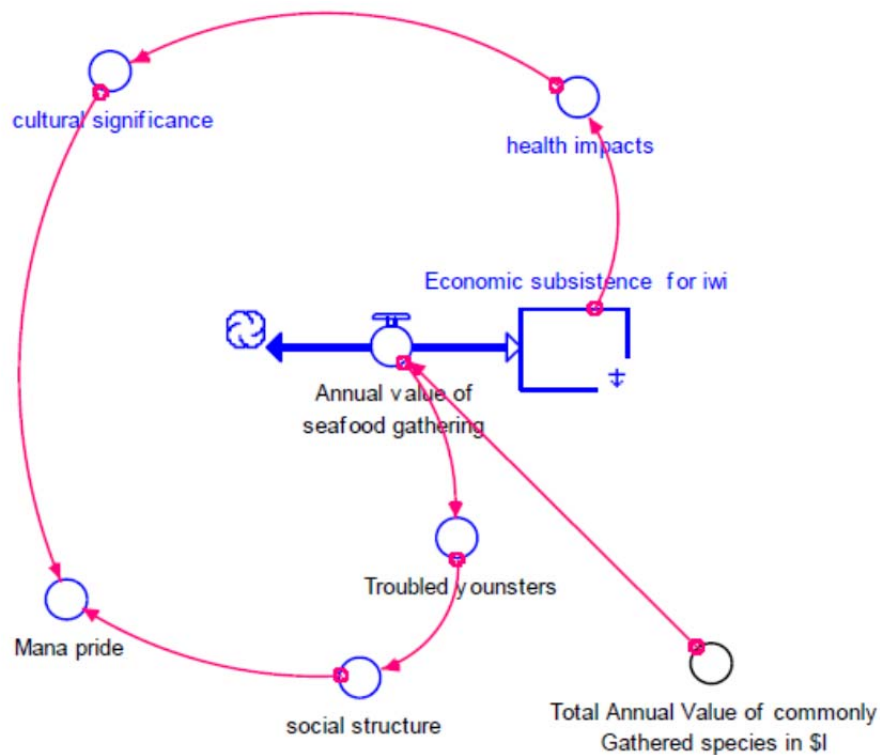 cultural significance
health impacts
Economic subsistence for iwi
Annual value of
seafood gathering
Troubled younsters
Mana pride
social structure
Total Annual Value of commonly
Gathered species in $I